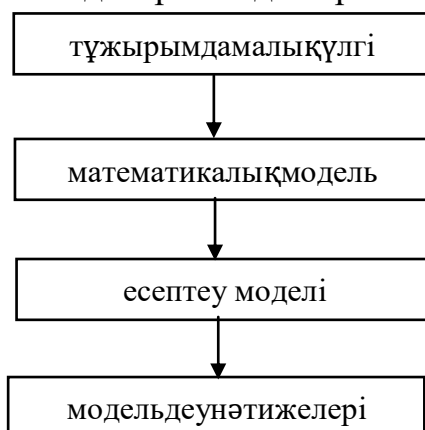 тұжырымдамалықүлгі
математикалықмодель
есептеу моделі
модельдеунәтижелері